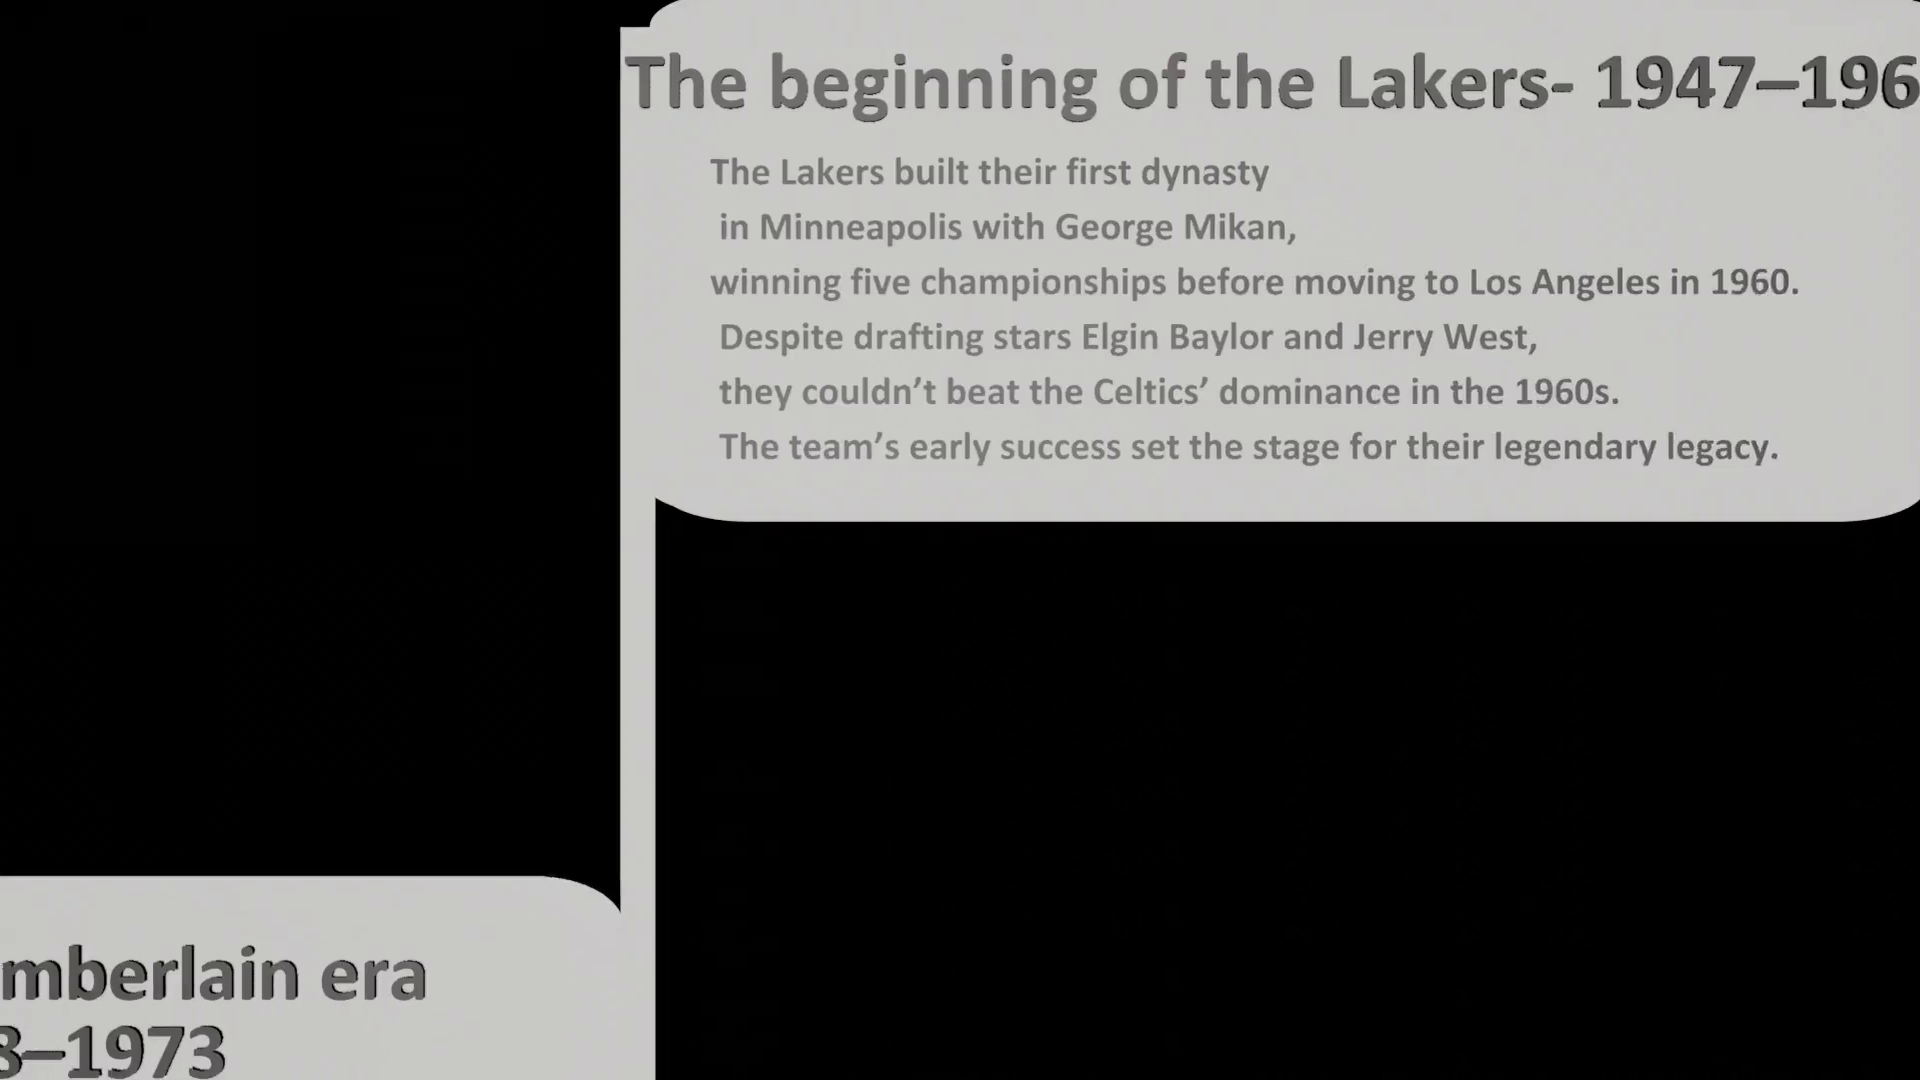 The beginning of the Lakers- 1947–196
The Lakers built their first dynasty
in Minneapolis with George Mikan,
winning five championships before moving to Los Angeles in 1960.
Despite drafting stars Elgin Baylor and Jerry West,
they couldn’t beat the Celtics’ dominance in the 1960s.
The team’s early success set the stage for their legendary legacy.
mberlain era
8–1973